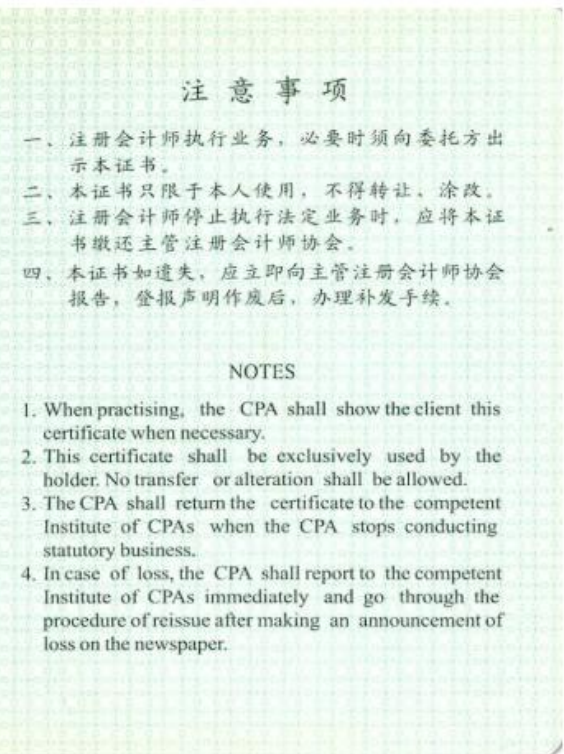 注意事项
一、注册会计师执行业务，必要时须向委托方出
示本证书。
二、本证书只限于本人使用，不得转让、涂改。
三、注册会计师停止执行法定业务时，应将本证
书缴还主管注册会计师协会。
四、本证书如遗失，应立即向主管注册会计师协会
报告，登报声明作废后，办理补发手续。
NOTES
1. When practising, the CPA shall show the client this
certificate when necessary.
2. This certificate shall be exclusively used by the
holder. No transfer or alteration shall be allowed.
3. The CPA shall return the certificate to the competent
Institute of CPAs when the CPA stops conducting
statutory business.
4. In case of loss, the CPA shall report to the competent
Institute of CPAs immediately and go through the
procedure of reissue after making an announcement of
loss on the newspaper.